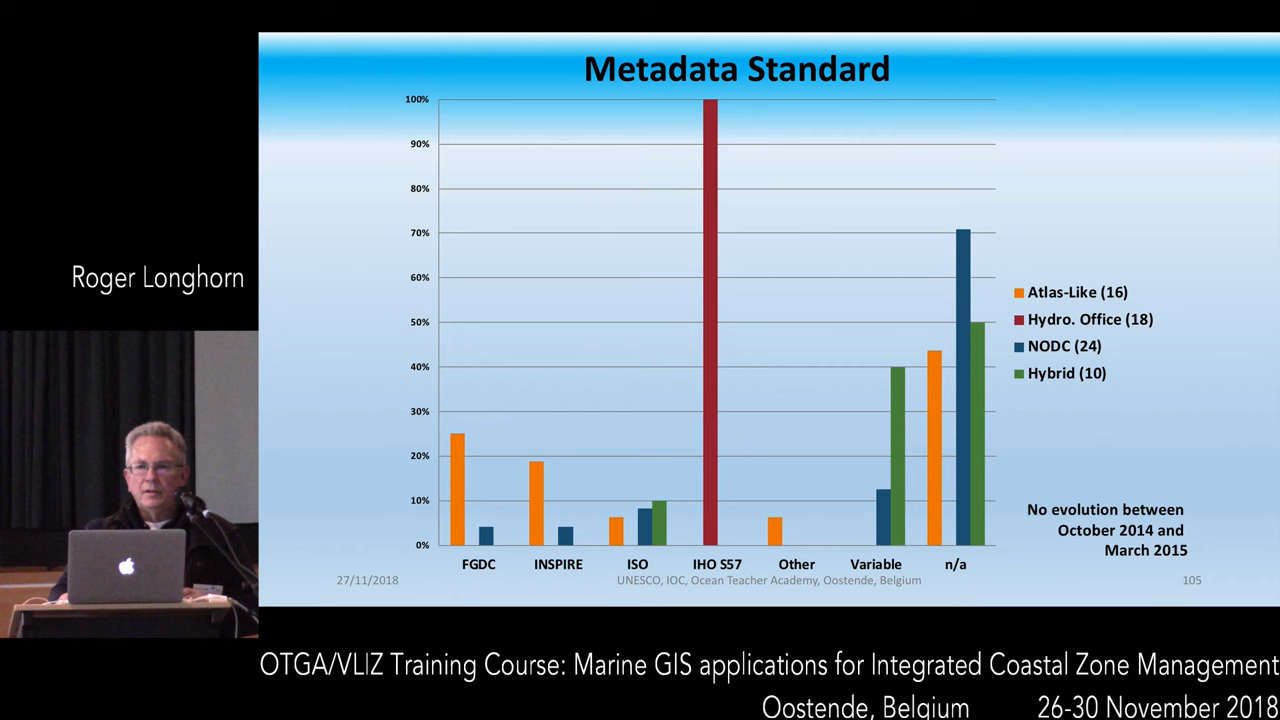 Metadata Standard
100%
90%
80%
70%
60%
50%
40%
30%
20%
10%
0%
FGDC
INSPIRE
ISO
IHO S57
Other
Variable
n/a
Atlas-Like (16)
Hydro. Office (18)
NODC (24)
Hybrid (10)
No evolution between
October 2014 and
March 2015
27/11/2018
UNESCO, IOC, Ocean Teacher Academy, Oostende, Belgium
105
Roger Longhorn
OTGA/VLIZ Training Course: Marine GIS applications for Integrated Coastal Zone Management
Oostende, Belgium 26-30 November 2018